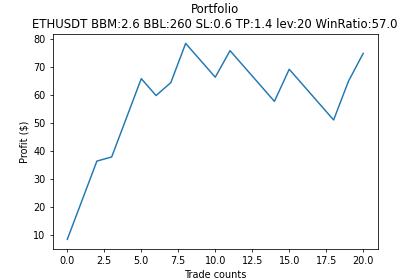 Portfolio
ETHUSDT BBM:2.6 BBL:260 SL:0.6 TP:1.4 lev:20 WinRatio:57.0
80
70
60
50
40
30
20
10
Profit ($)
0.0 2.5 5.0 7.5 10.0 12.5 15.0 17.5 20.0
Trade counts